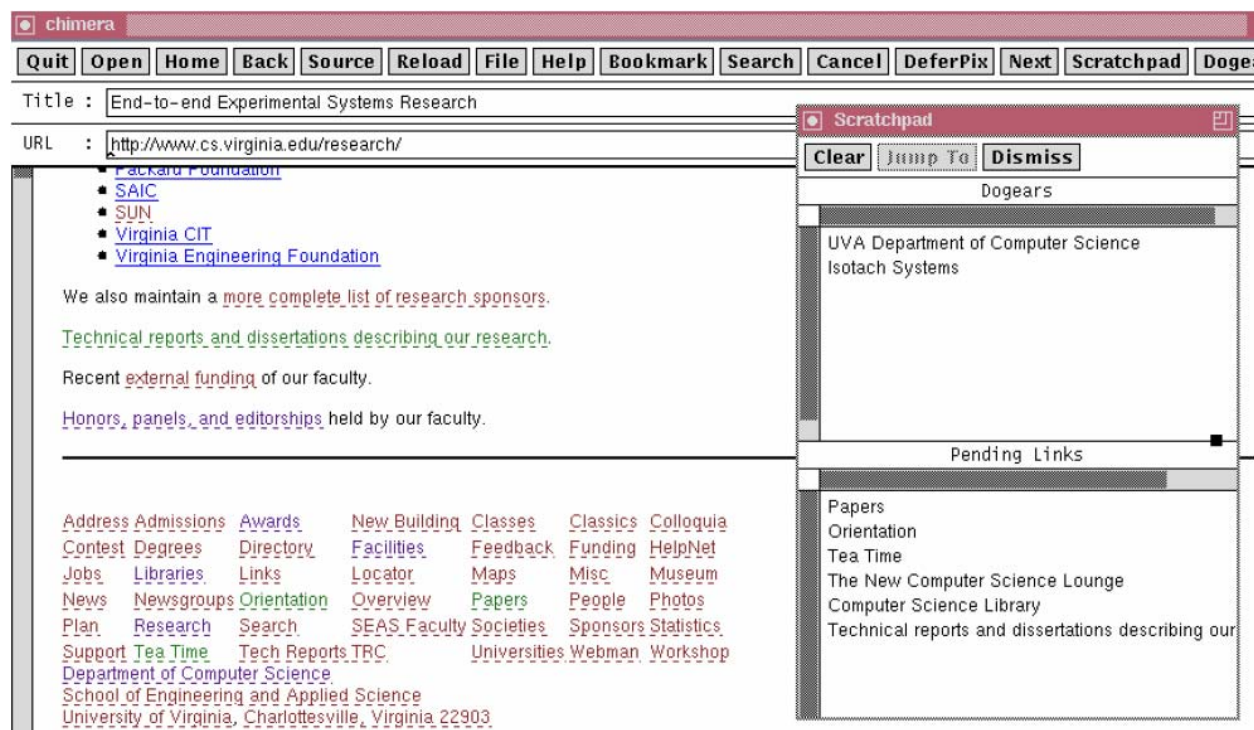 chimera
Quit Open Home Back Source Reload File Help Bookmark Search Cancel DeferPix Next Scratchpad Dogea
Title : End-to-end Experimental Systems Research
URL : http://www.cs.virginia.edu/research/
Packard Foundation
SAIC
SUN
Virginia CIT
Virginia Engineering Foundation
We also maintain a more complete list of research sponsors.
Technical reports and dissertations describing our research.
Recent external funding of our faculty.
Honors, panels, and editorships held by our faculty.
Address Admissions Awards New Building Classes Classics Colloquia
Contest Degrees Directory Facilities Feedback Funding HelpNet
Jobs Libraries Links Locator Maps Misc Museum
News Newsgroups Orientation Overview Papers People Photos
Plan Research Search SEAS Faculty Societies Sponsors Statistics
Support Tea Time Tech Reports TRC Universities Webman Workshop
Department of Computer Science
School of Engineering and Applied Science
University of Virginia, Charlottesville, Virginia 22903
Scratchpad
Clear Jump To Dismiss
Dogears
UVA Department of Computer Science
Isotach Systems
Pending Links
Papers
Orientation
Tea Time
The New Computer Science Lounge
Computer Science Library
Technical reports and dissertations describing our